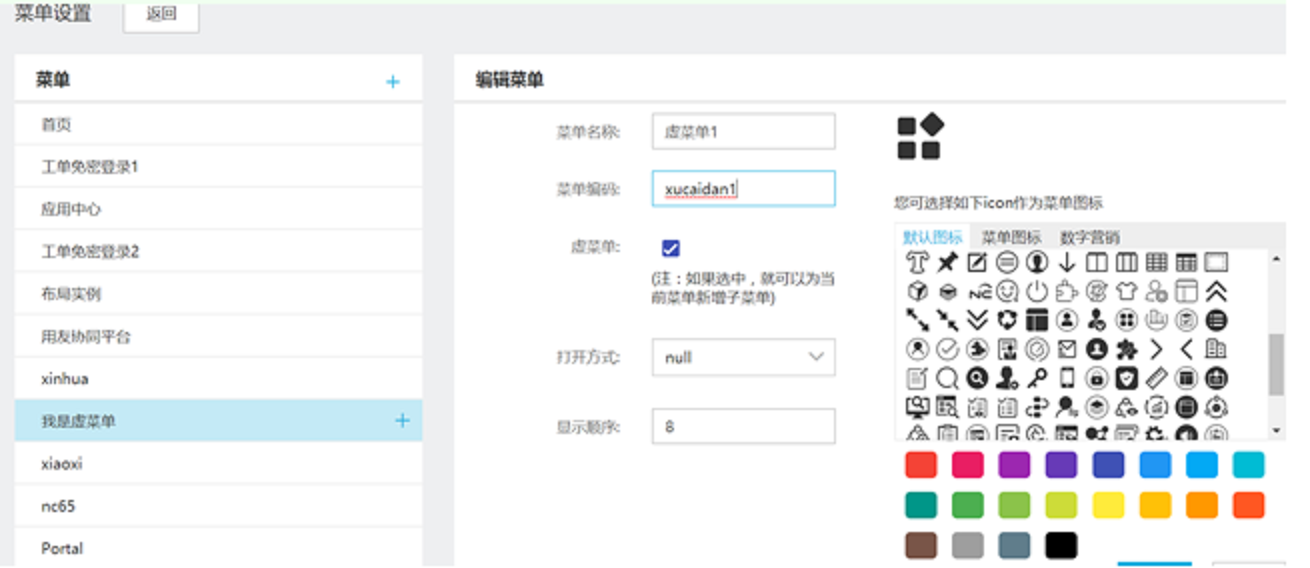 菜单设置
返回
菜单 +
首页
工单免密登录1
应用中心
工单免密登录2
布局实例
用友协同平台
xinhua
我是虚菜单 +
xiaoxi
nc65
Portal
编辑菜单
菜单名称: 虚菜单1
菜单编码: xucaidan1
虚菜单:
(注：如果选中，就可以为当
前菜单新增子菜单)
打开方式: null
显示顺序: 8
您可选择如下icon作为菜单图标
默认图标 菜单图标 数字营销